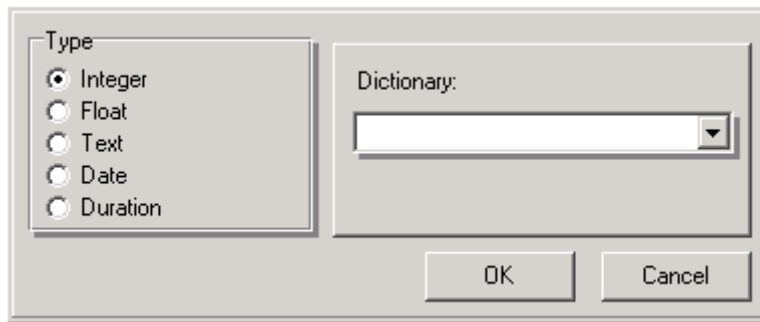 Type
Integer
Float
Text
Date
Duration
Dictionary:
OK
Cancel